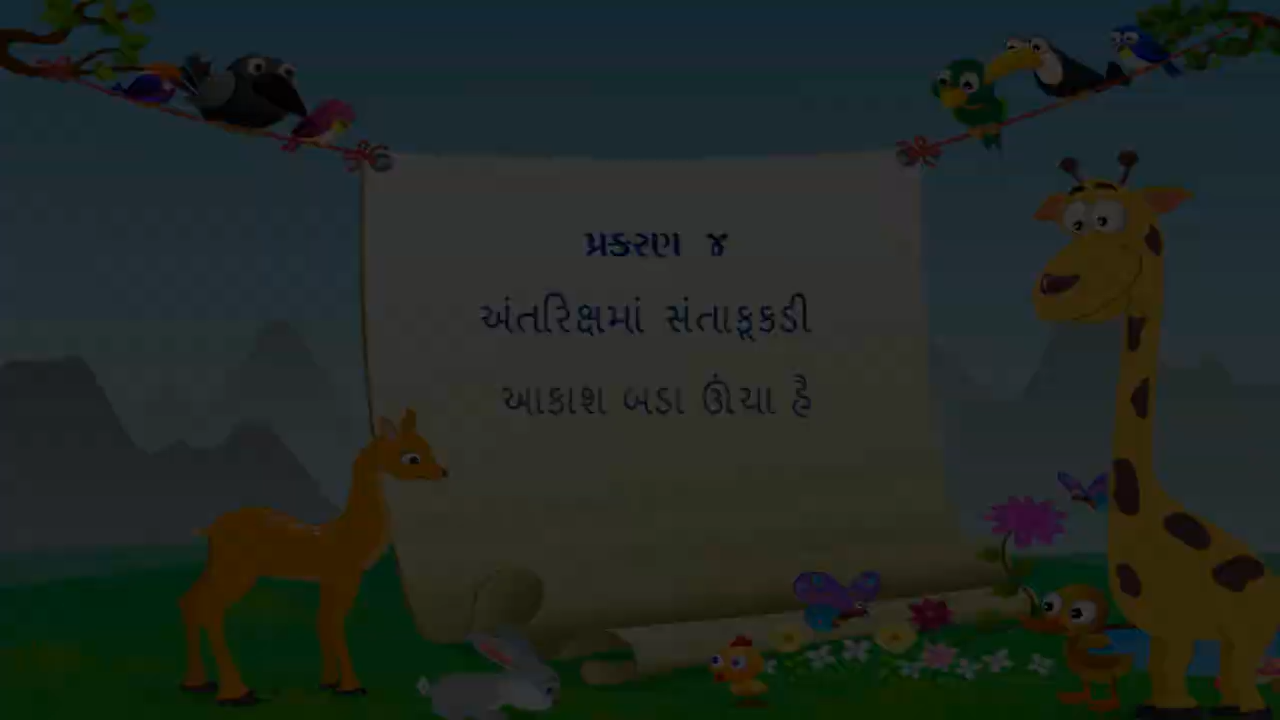 પ્રકરણ ૪
અંતરિક્ષમાં સંતાકૂકડી
આકાશ બડા ઊંચા હૈ